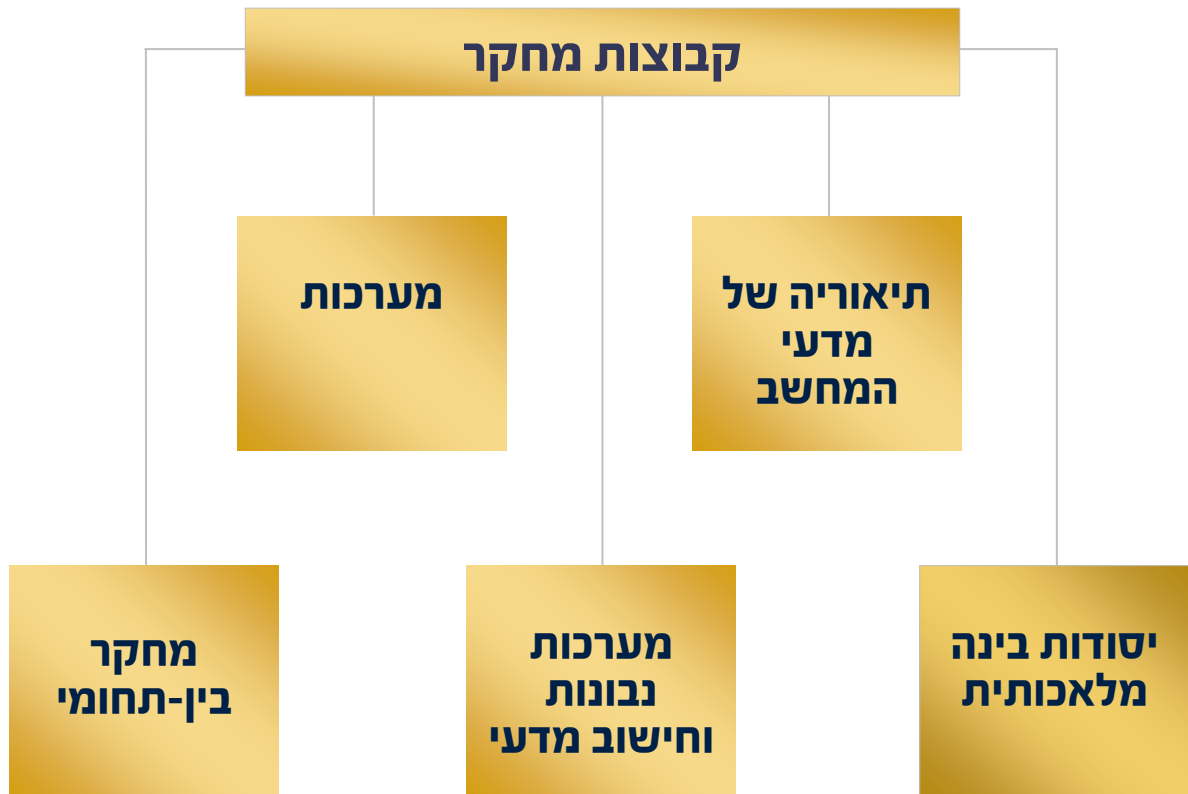 קבוצות מחקר
תיאוריה של
מדעי
המחשב
מערכות
יסודות בינה
מלאכותית
מערכות
נבונות
וחישוב מדעי
מחקר
בין-תחומי